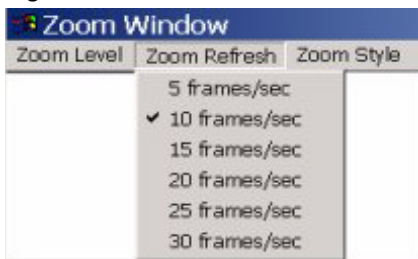 Zoom Window
Zoom Level Zoom Refresh Zoom Style
5 frames/sec
10 frames/sec
15 frames/sec
20 frames/sec
25 frames/sec
30 frames/sec